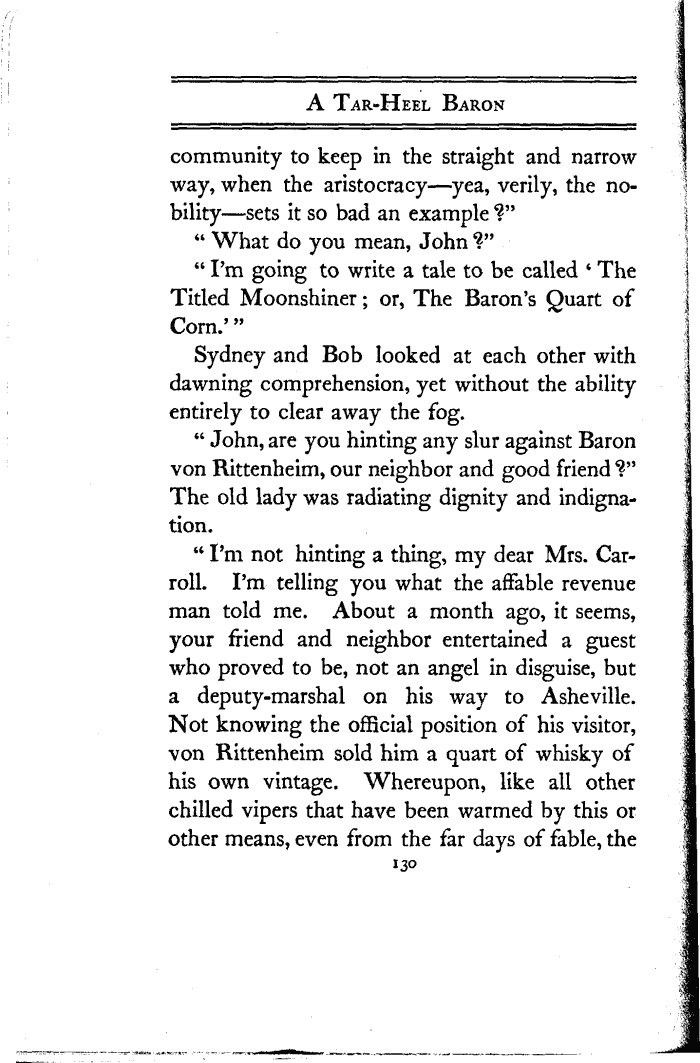 A Tar-Heel Baron
community to keep in the straight and narrow
way, when the aristocracy—yea, verily, the no-
bility—sets it so bad an example?”
“ What do you mean, John?”
“ I’m going to write a tale to be called ‘ The
Titled Moonshiner; or, The Baron’s Quart of
Corn.’ ”
Sydney and Bob looked at each other with
dawning comprehension, yet without the ability
entirely to clear away the fog.
“ John, are you hinting any slur against Baron
von Rittenheim, our neighbor and good friend?”
The old lady was radiating dignity and indigna-
tion.
“ I’m not hinting a thing, my dear Mrs. Car-
roll. I’m telling you what the affable revenue
man told me. About a month ago, it seems,
your friend and neighbor entertained a guest
who proved to be, not an angel in disguise, but
a deputy-marshal on his way to Asheville.
Not knowing the official position of his visitor,
von Rittenheim sold him a quart of whisky of
his own vintage. Whereupon, like all other
chilled vipers that have been warmed by this or
other means, even from the far days of fable, the
130